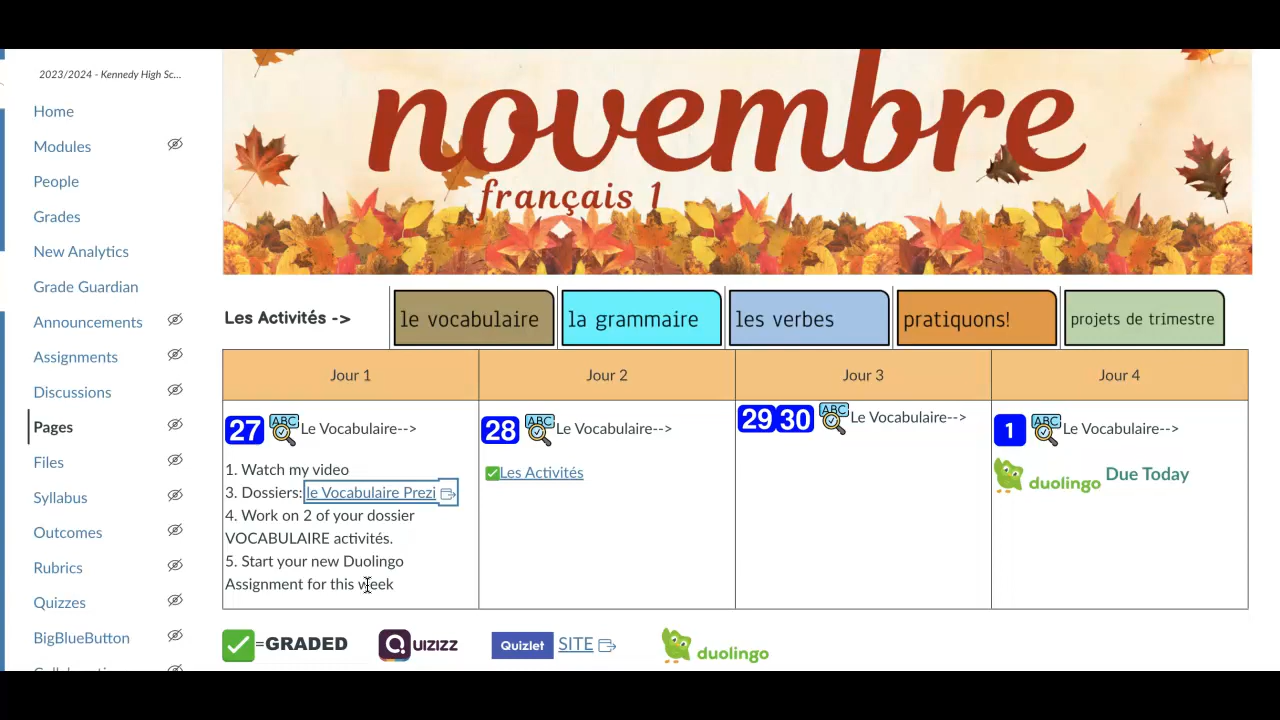 2023/2024 - Kennedy High Sc...
Home
Modules
People
Grades
New Analytics
Grade Guardian
Announcements
Assignments
Discussions
Pages
Files
Syllabus
Outcomes
Rubrics
Quizzes
BigBlueButton
novembre
français 1
Les Activités ->
le vocabulaire
la grammaire
les verbes
pratiquons!
projets de trimestre
Jour 1
Jour 2
Jour 3
Jour 4
27 ABC Le Vocabulaire-->
1. Watch my video
3. Dossiers: le Vocabulaire Prezi
4. Work on 2 of your dossier
VOCABULAIRE activités.
5. Start your new Duolingo
Assignment for this week
28 ABC Le Vocabulaire-->
Les Activités
29 30 ABC Le Vocabulaire-->
1 ABC Le Vocabulaire-->
duolingo Due Today
=GRADED
QUIZIZZ
Quizlet SITE
duolingo